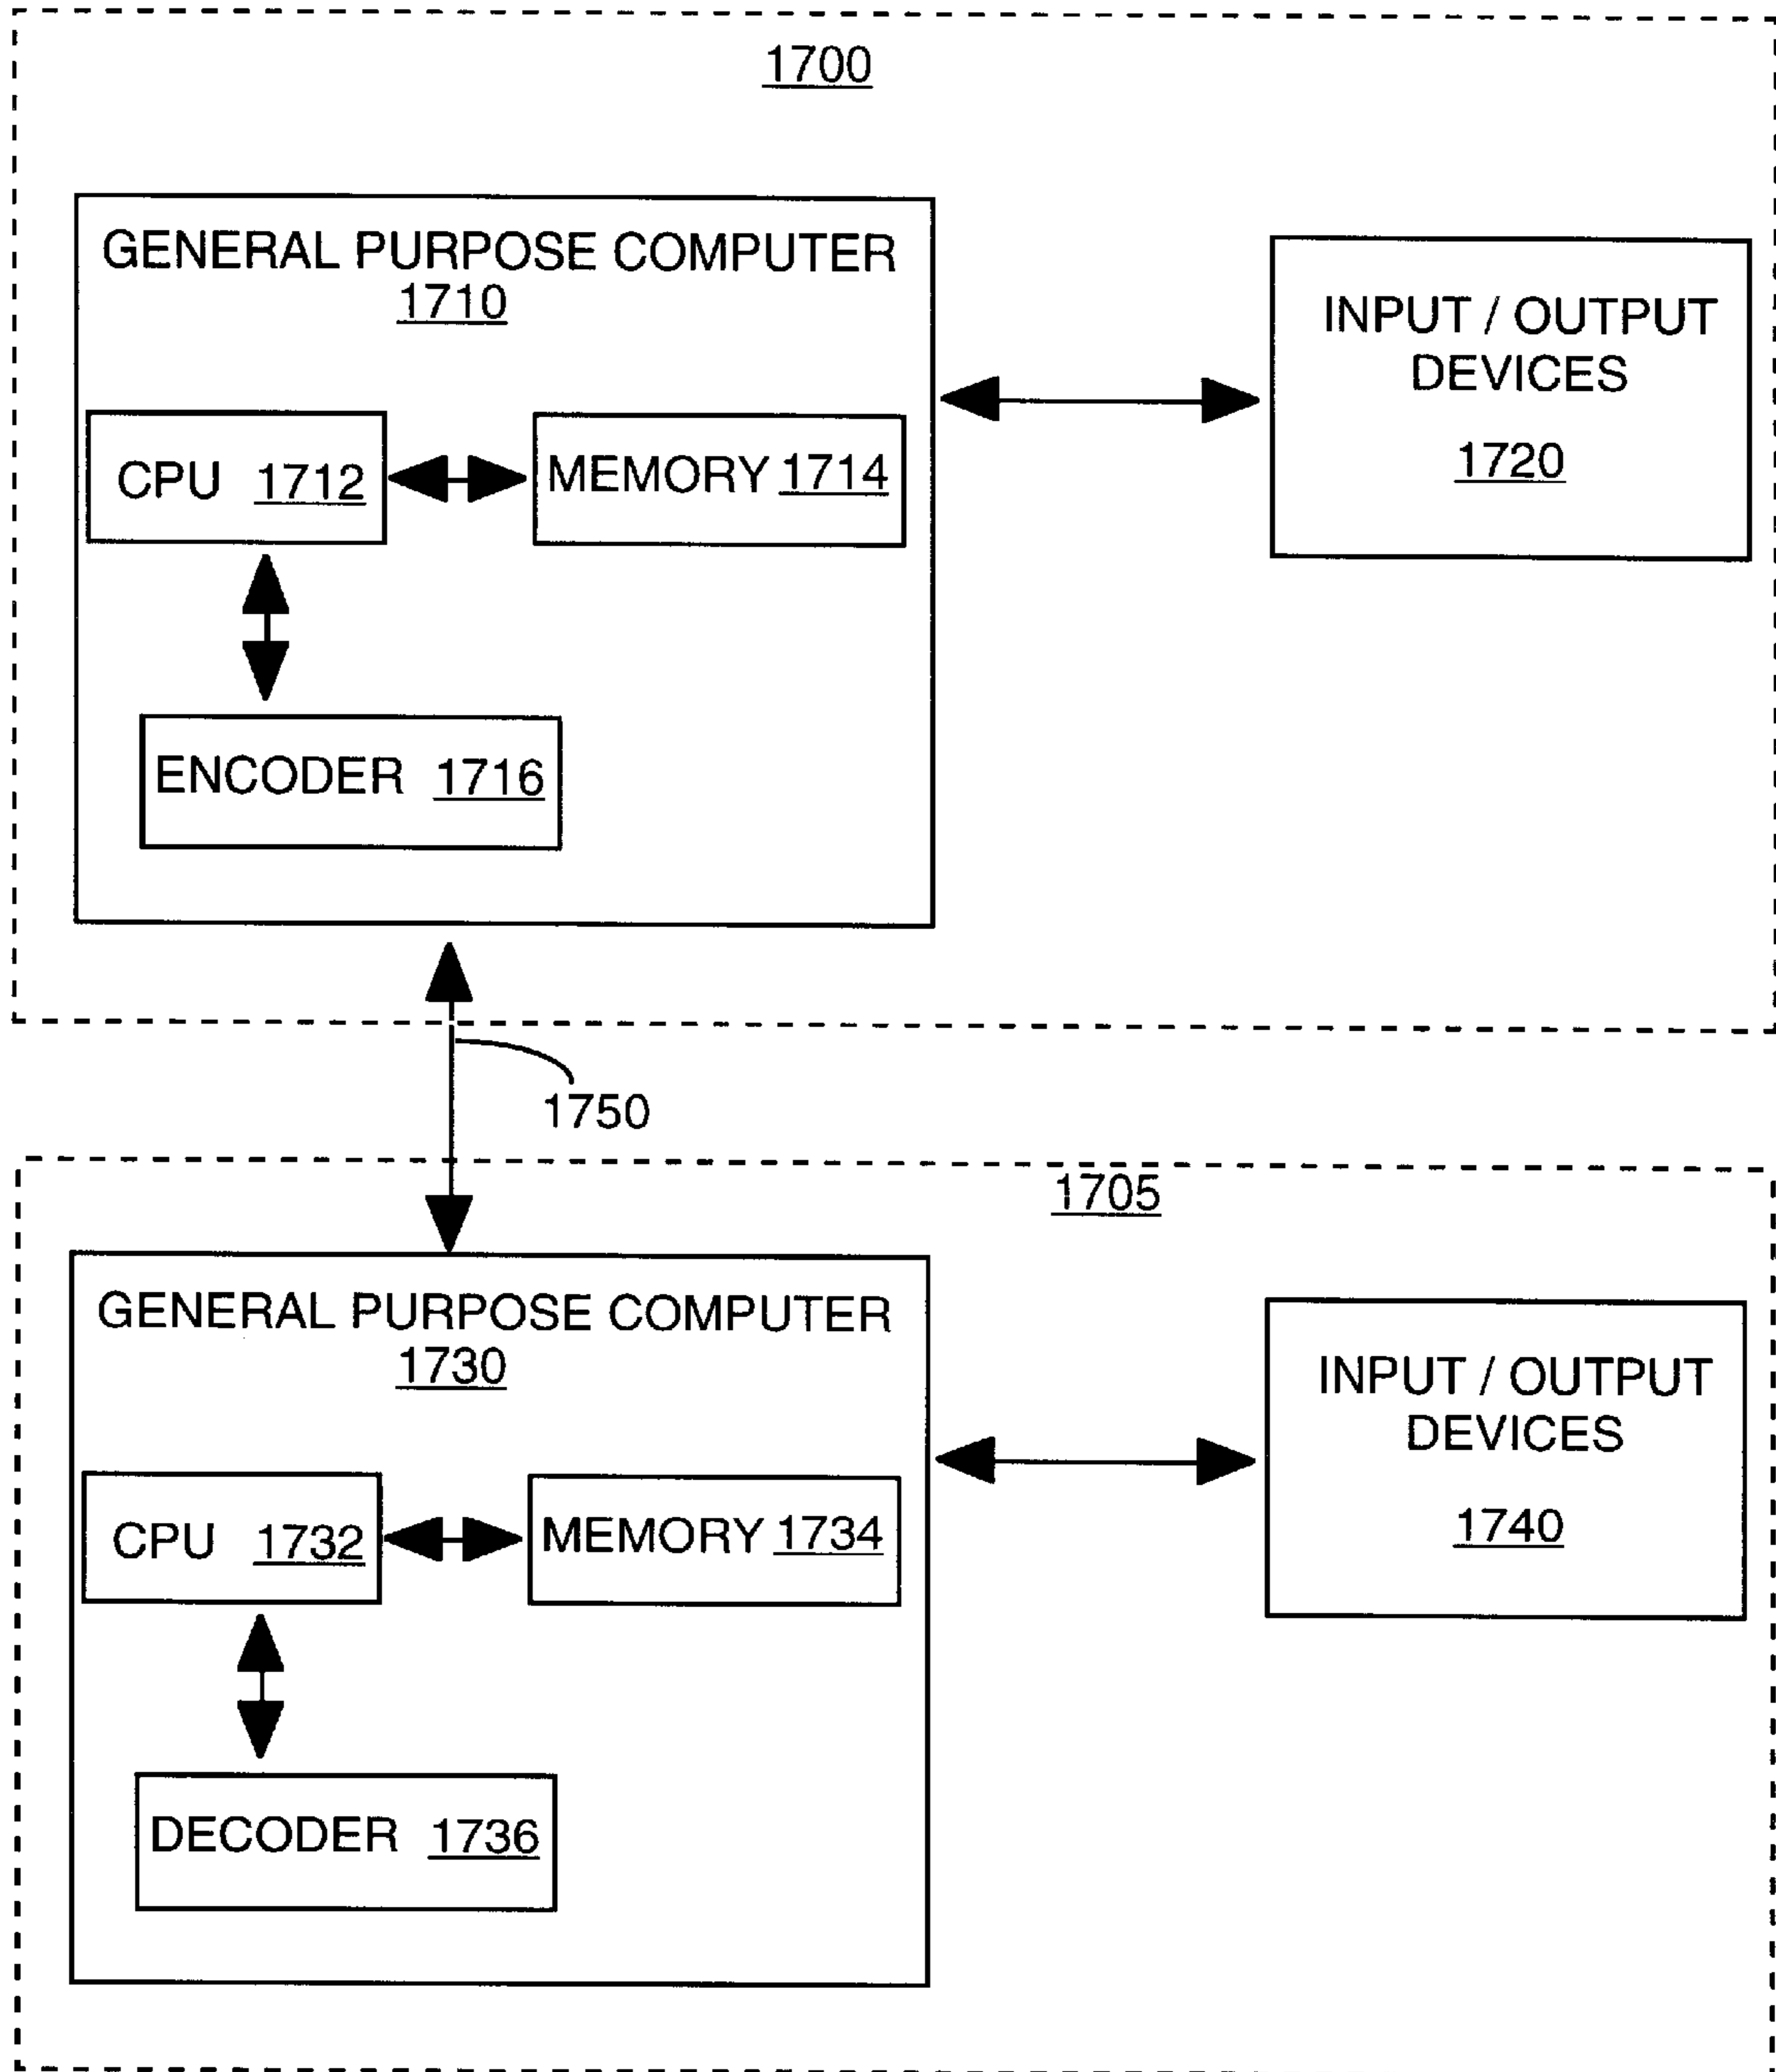 1700
GENERAL PURPOSE COMPUTER
1710
INPUT / OUTPUT
DEVICES
1720
CPU 1712
MEMORY 1714
ENCODER 1716
1750
1705
GENERAL PURPOSE COMPUTER
1730
INPUT / OUTPUT
DEVICES
1740
CPU 1732
MEMORY 1734
DECODER 1736